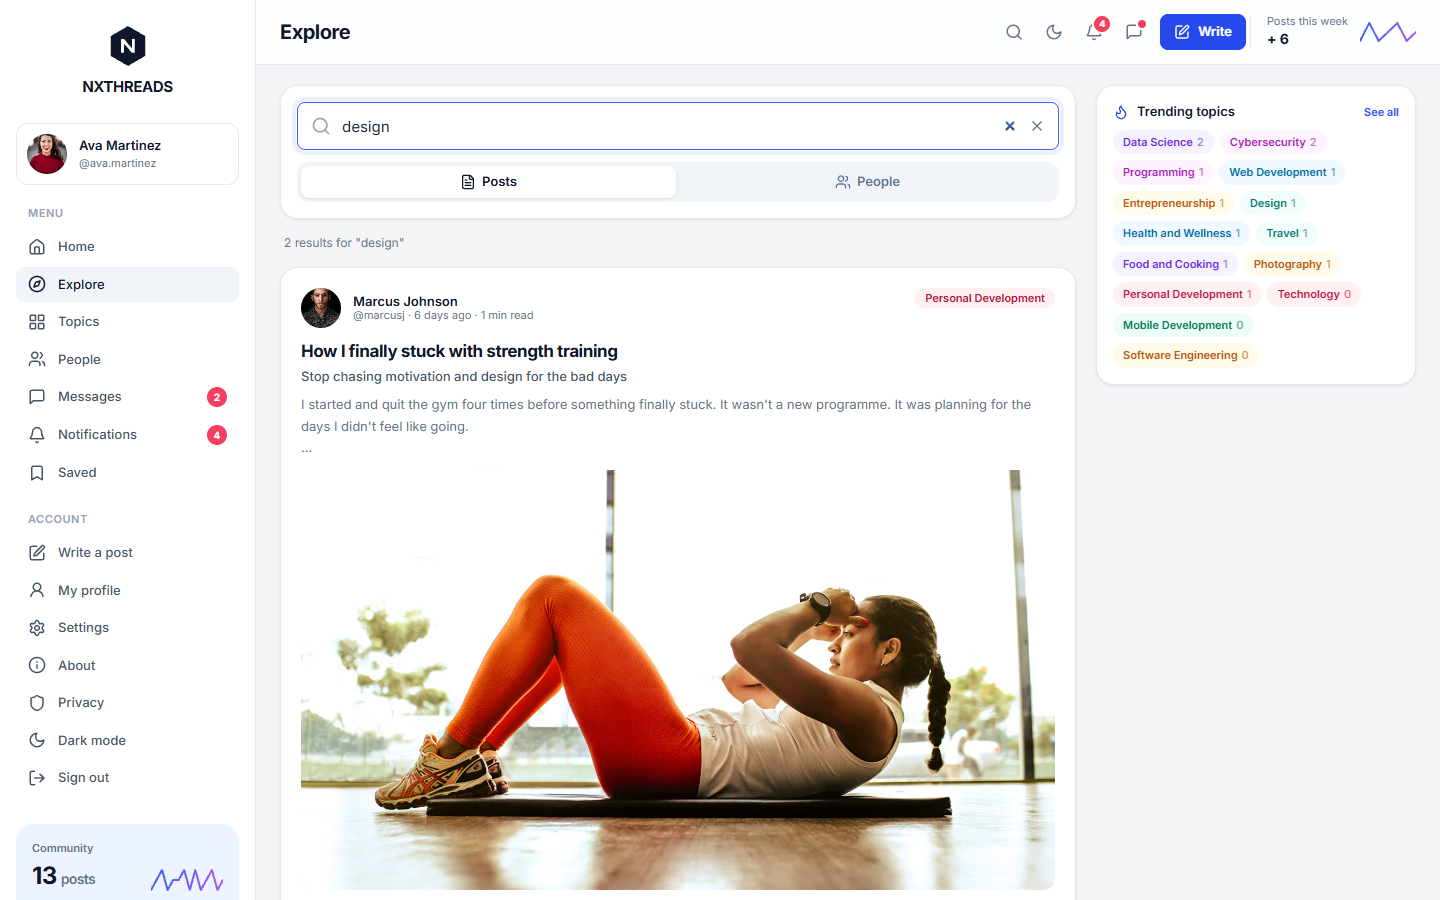 N
NXTHREADS
Ava Martinez
@ava.martinez
MENU
Home
Explore
Topics
People
Messages 2
Notifications 4
Saved
ACCOUNT
Write a post
My profile
Settings
About
Privacy
Dark mode
Sign out
Community
13 posts
Explore
4
Write
Posts this week
+ 6
design
Posts
People
2 results for "design"
Marcus Johnson
@marcusj · 6 days ago · 1 min read
Personal Development
How I finally stuck with strength training
Stop chasing motivation and design for the bad days
I started and quit the gym four times before something finally stuck. It wasn't a new programme. It was planning for the
days I didn't feel like going.
...
Trending topics
See all
Data Science 2 Cybersecurity 2
Programming 1 Web Development 1
Entrepreneurship 1 Design 1
Health and Wellness 1 Travel 1
Food and Cooking 1 Photography 1
Personal Development 1 Technology 0
Mobile Development 0
Software Engineering 0